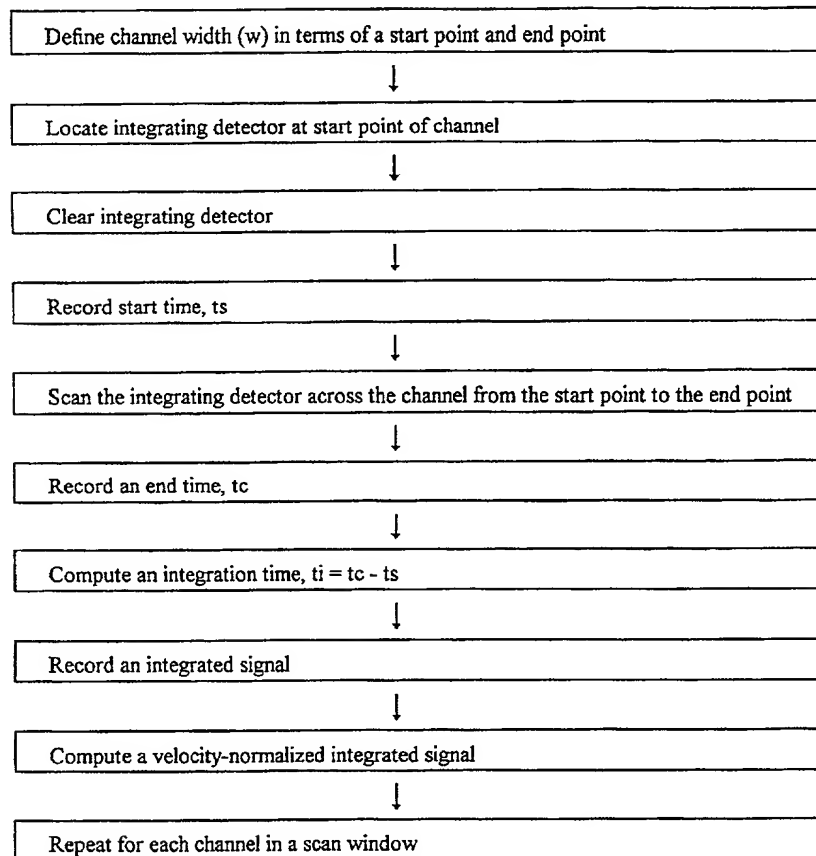 Define channel width (w) in terms of a start point and end point
Locate integrating detector at start point of channel
Clear integrating detector
Record start time, ts
Scan the integrating detector across the channel from the start point to the end point
Record an end time, tc
Compute an integration time, ti = tc - ts
Record an integrated signal
Compute a velocity-normalized integrated signal
Repeat for each channel in a scan window